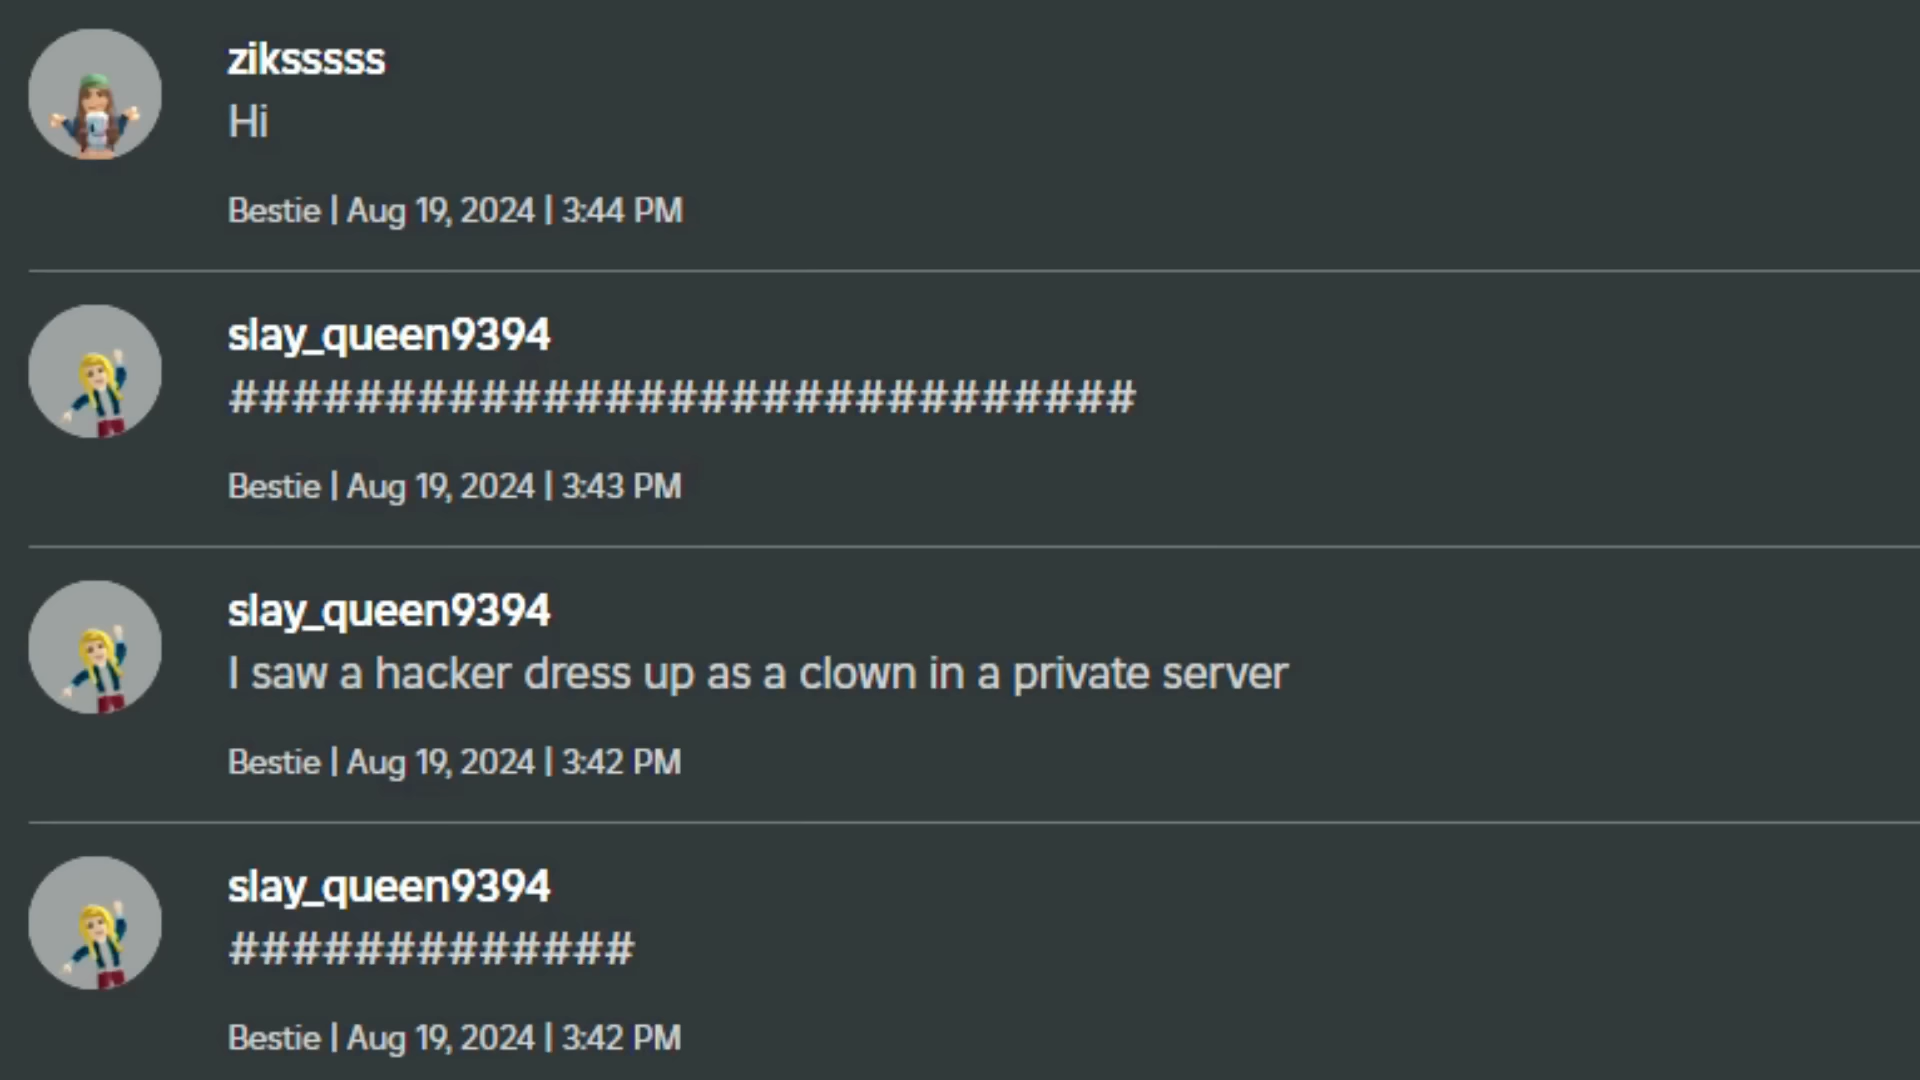 ziksssss
Hi
Bestie | Aug 19, 2024 | 3:44 PM
slay_queen9394
#############################
Bestie | Aug 19, 2024 | 3:43 PM
slay_queen9394
I saw a hacker dress up as a clown in a private server
Bestie | Aug 19, 2024 | 3:42 PM
slay_queen9394
#############
Bestie | Aug 19, 2024 | 3:42 PM